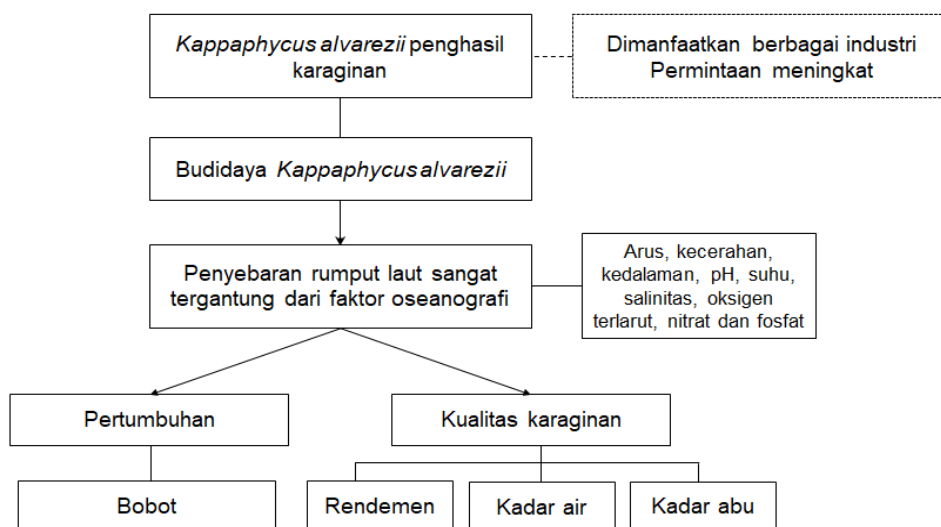 Kappaphycus alvarezii penghasil
karaginan
Dimanfaatkan berbagai industri
Permintaan meningkat
Budidaya Kappaphycus alvarezii
Penyebaran rumput laut sangat
tergantung dari faktor oseanografi
Arus, kecerahan,
kedalaman, pH, suhu,
salinitas, oksigen
terlarut, nitrat dan fosfat
Pertumbuhan
Kualitas karaginan
Bobot
Rendemen
Kadar air
Kadar abu